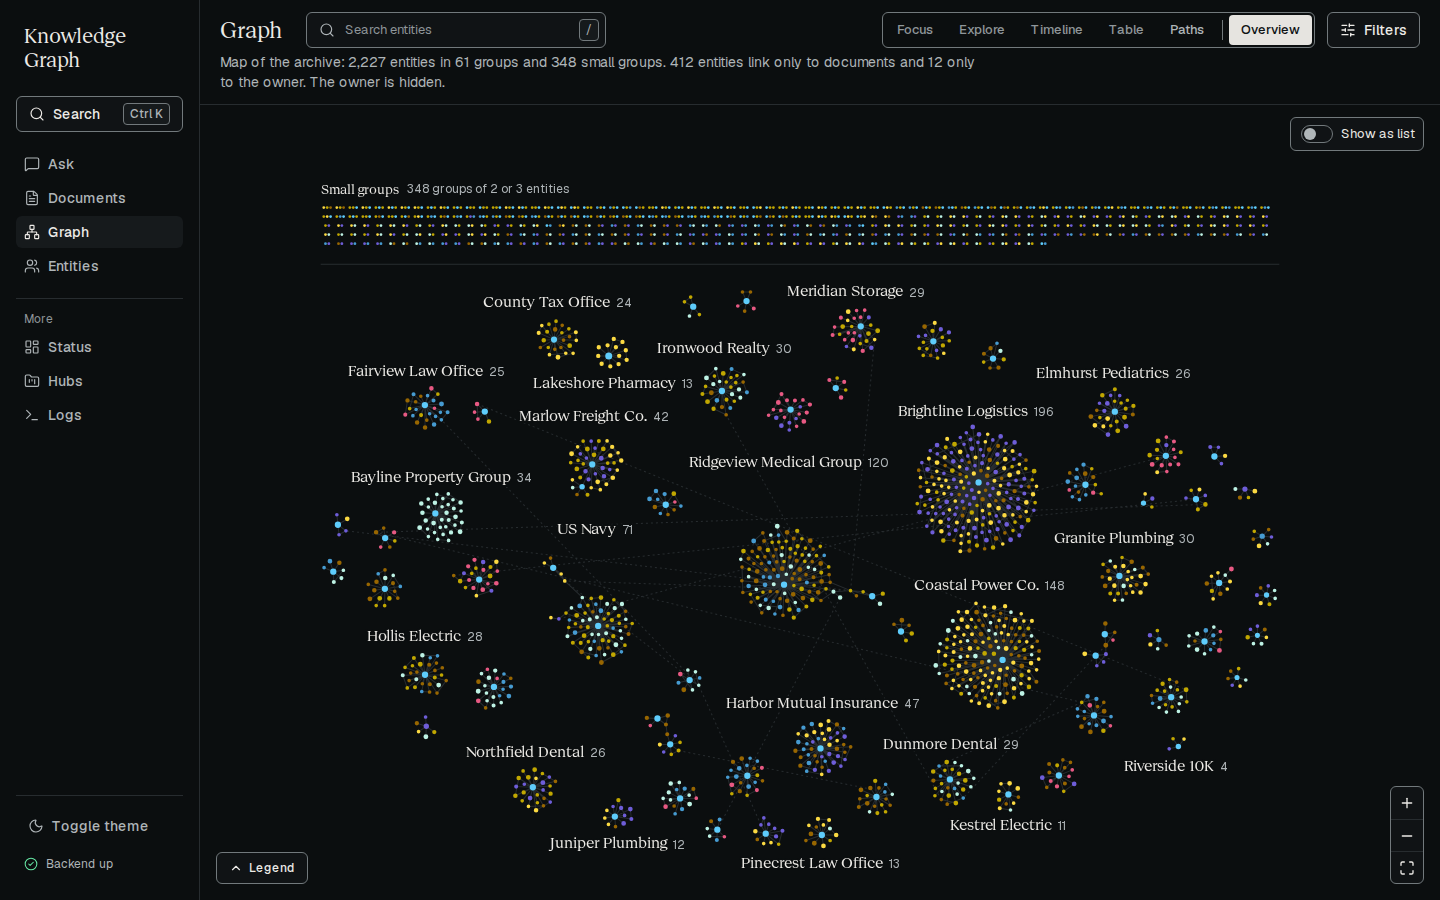 Knowledge
Graph
Search Ctrl K
Ask
Documents
Graph
Entities
More
Status
Hubs
Logs
Toggle theme
Backend up
Graph
Search entities /
Focus Explore Timeline Table Paths Overview
Filters
Map of the archive: 2,227 entities in 61 groups and 348 small groups. 412 entities link only to documents and 12 only
to the owner. The owner is hidden.
Show as list
Small groups 348 groups of 2 or 3 entities
County Tax Office 24
Meridian Storage 29
Ironwood Realty 30
Fairview Law Office 25
Lakeshore Pharmacy 13
Elmhurst Pediatrics 26
Marlow Freight Co. 42
Brightline Logistics 196
Ridgeview Medical Group 120
Bayline Property Group 34
US Navy 71
Granite Plumbing 30
Coastal Power Co. 148
Hollis Electric 28
Harbor Mutual Insurance 47
Northfield Dental 26
Dunmore Dental 29
Riverside 10K 4
Kestrel Electric 11
Juniper Plumbing 12
Pinecrest Law Office 13
Legend